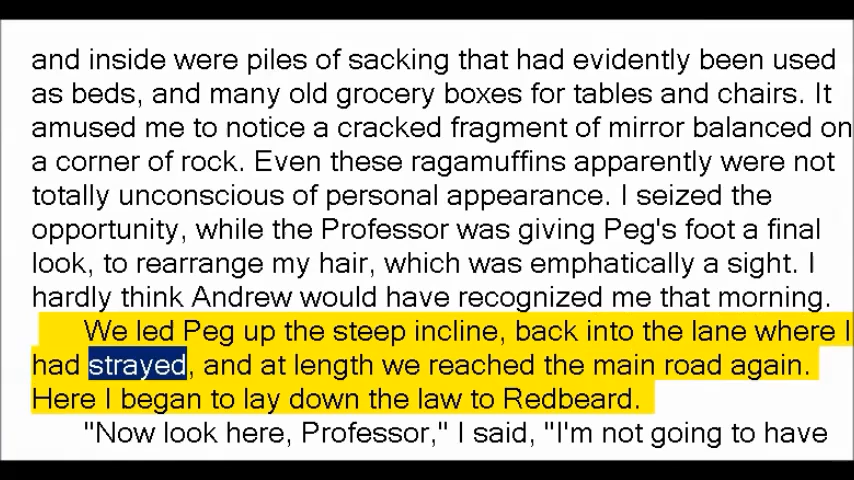 and inside were piles of sacking that had evidently been used
as beds, and many old grocery boxes for tables and chairs. It
amused me to notice a cracked fragment of mirror balanced on
a corner of rock. Even these ragamuffins apparently were not
totally unconscious of personal appearance. I seized the
opportunity, while the Professor was giving Peg's foot a final
look, to rearrange my hair, which was emphatically a sight. I
hardly think Andrew would have recognized me that morning.
We led Peg up the steep incline, back into the lane where I
had strayed, and at length we reached the main road again.
Here I began to lay down the law to Redbeard.
"Now look here, Professor," I said, "I'm not going to have